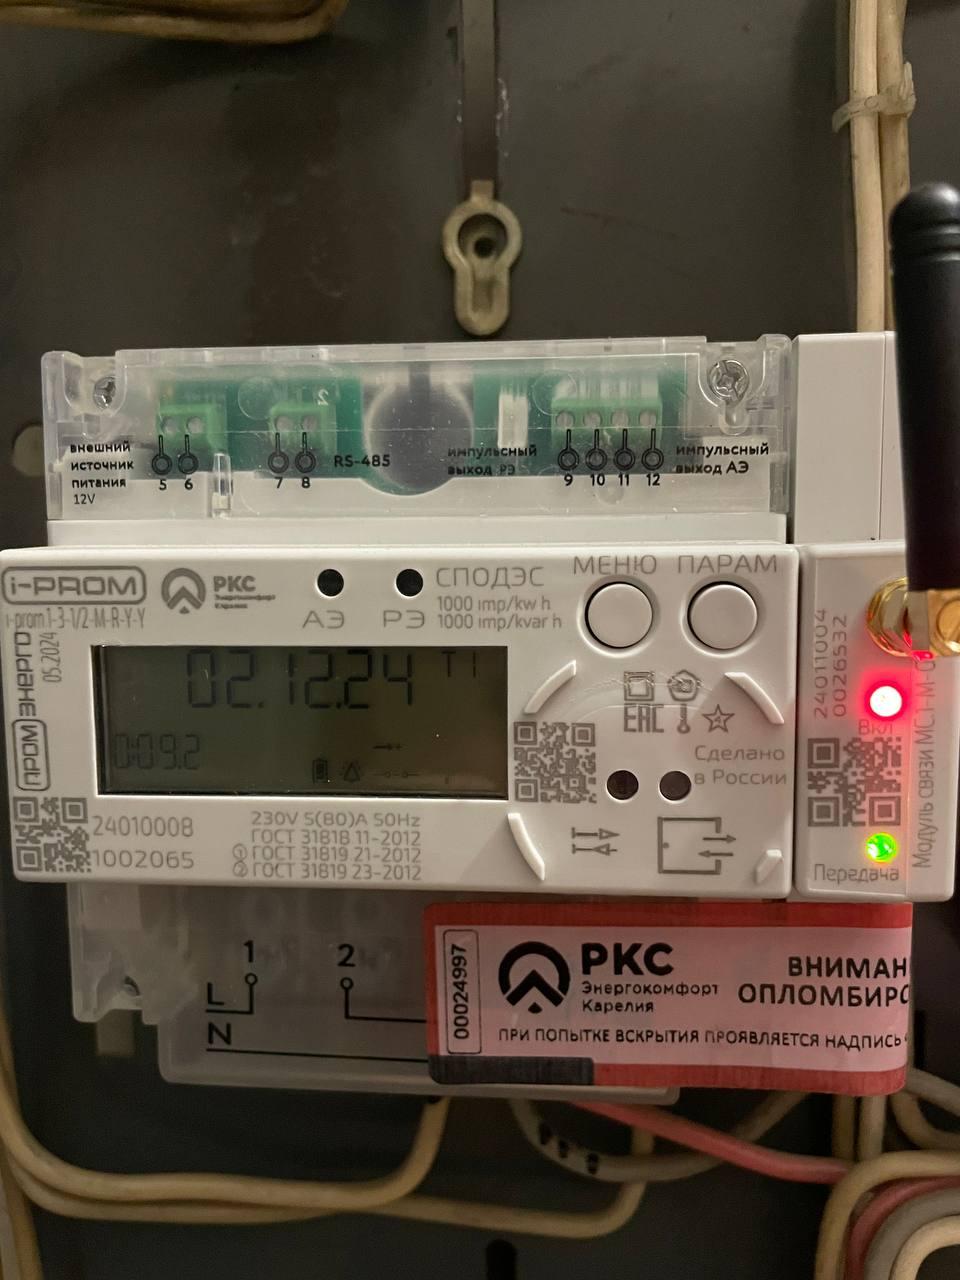 внешний
источник
питания
12V
5 6
7 8
RS-485
импульсный
выход РЭ
9 10 11 12
импульсный
выход АЭ
i-PROM
РКС
Энергокомфорт
Карелия
i-prom.1-3-1/2-M-R-Y-Y
АЭ
РЭ
СПОДЭС
1000 imp/kw h
1000 imp/kvar h
МЕНЮ ПАРАМ
ПРОМЭНЕРГО
05.2024
02.12.24
T1
0:09.2
EAC
Сделано
в России
24010008
1002065
230V 5(80)A 50Hz
ГОСТ 31818 11-2012
① ГОСТ 31819 21-2012
② ГОСТ 31819 23-2012
24011004
0026532
ВКЛ
Передача
Модуль связи МС1-М-
1
2
L
N
00024997
РКС
Энергокомфорт
Карелия
ВНИМАН
ОПЛОМБИРО
ПРИ ПОПЫТКЕ ВСКРЫТИЯ ПРОЯВЛЯЕТСЯ НАДПИСЬ